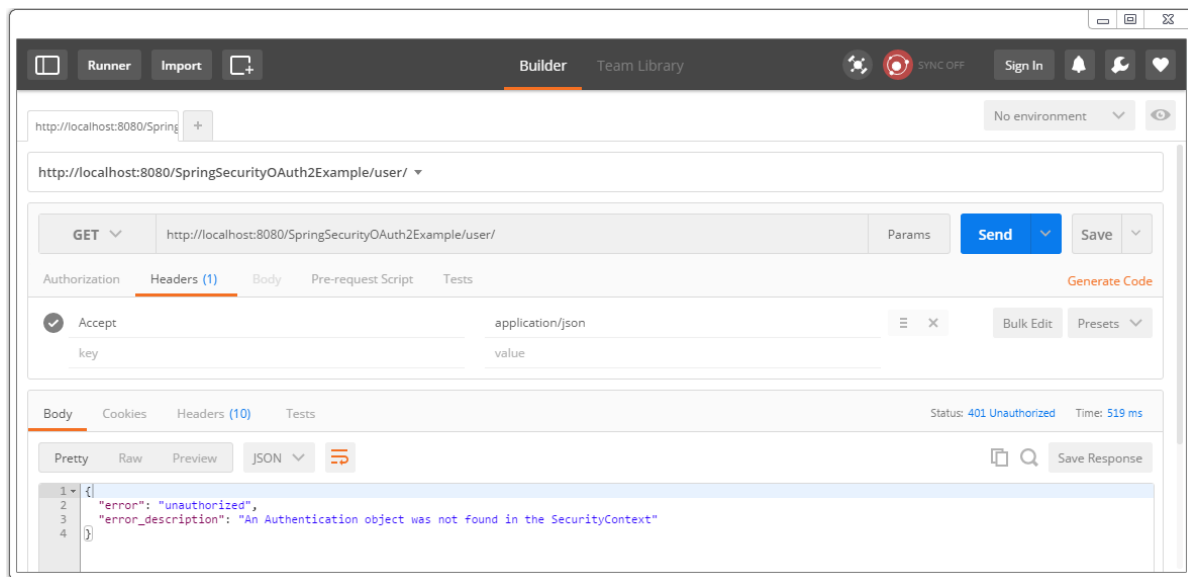 Runner Import Builder Team Library SYNC OFF Sign In
http://localhost:8080/Spring + No environment
http://localhost:8080/SpringSecurityOAuth2Example/user/
GET http://localhost:8080/SpringSecurityOAuth2Example/user/ Params Send Save
Authorization Headers (1) Body Pre-request Script Tests Generate Code
Accept application/json Bulk Edit Presets
key value
Body Cookies Headers (10) Tests Status: 401 Unauthorized Time: 519 ms
Pretty Raw Preview JSON Save Response
1 {
2 "error": "unauthorized",
3 "error_description": "An Authentication object was not found in the SecurityContext"
4 }